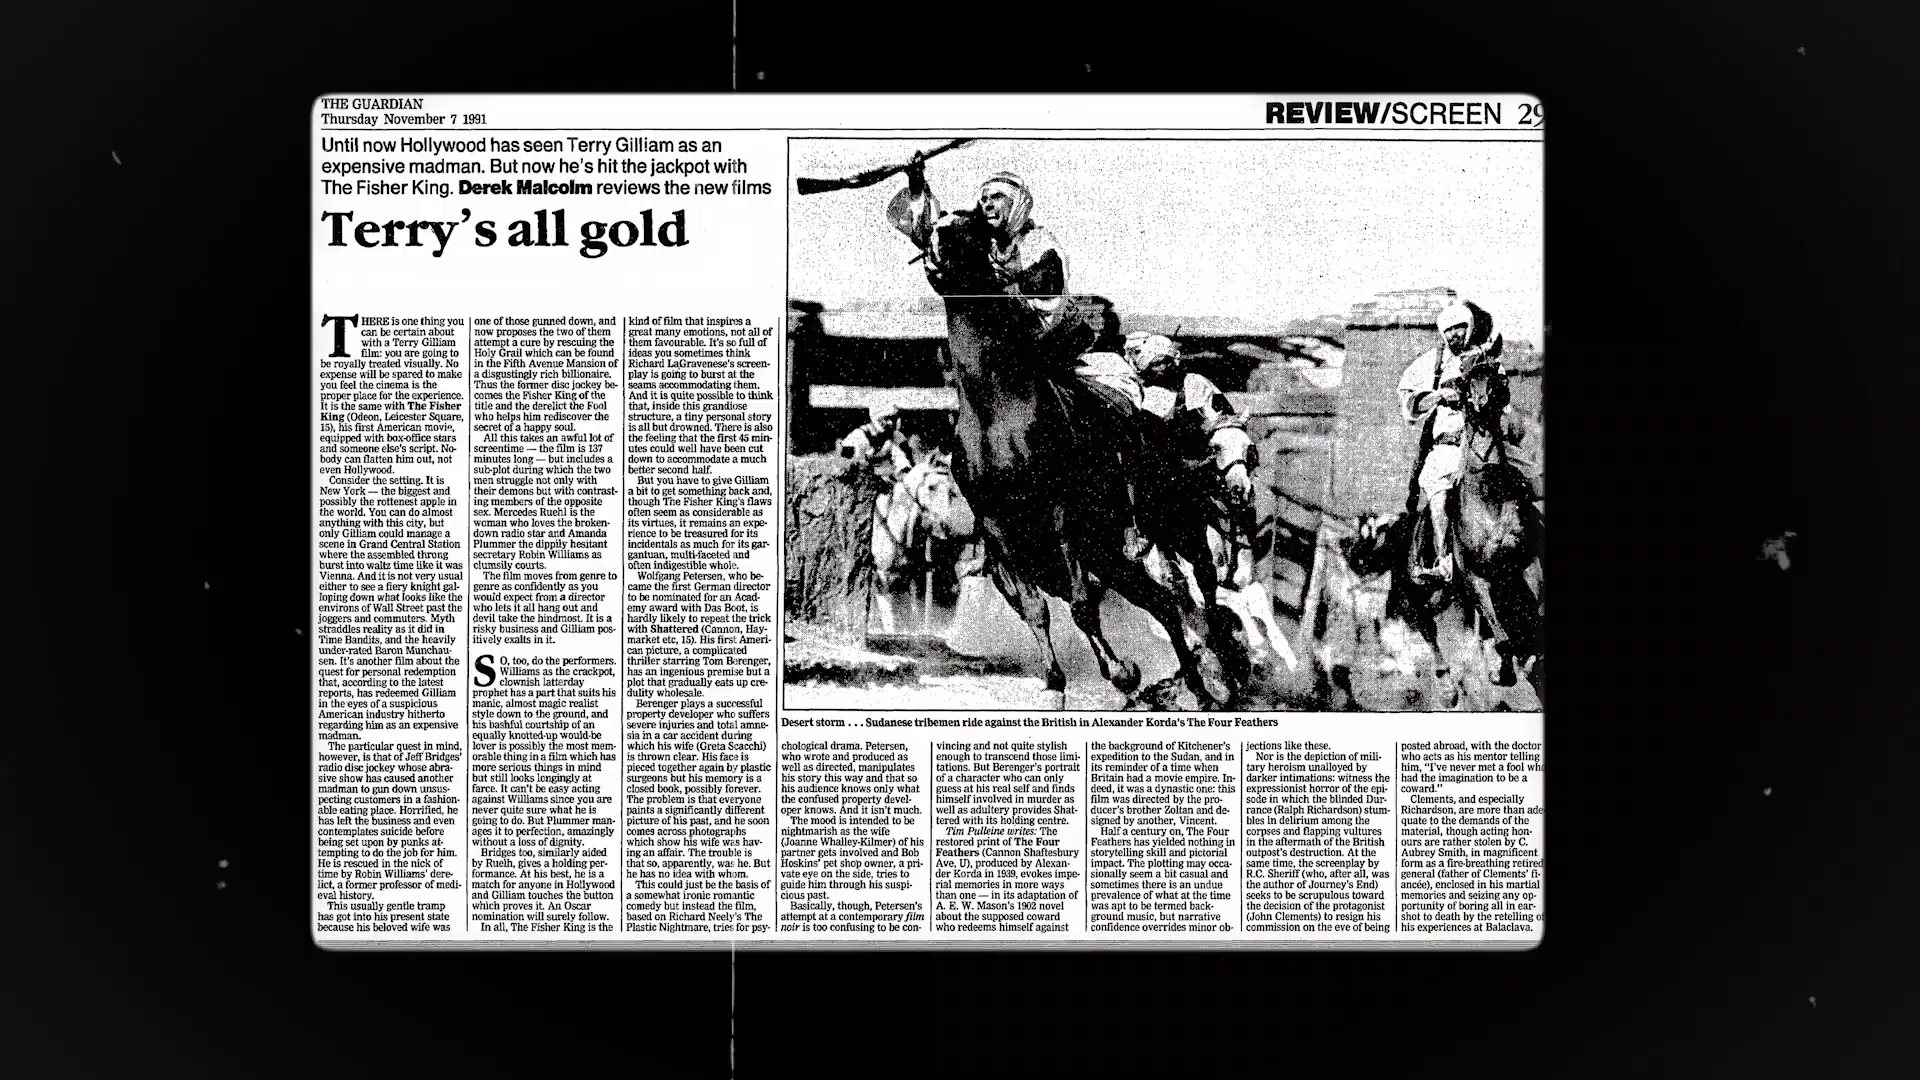 THE GUARDIAN
Thursday November 7 1991
REVIEW/SCREEN 29
Until now Hollywood has seen Terry Gilliam as an
expensive madman. But now he's hit the jackpot with
The Fisher King. Derek Malcolm reviews the new films
Terry's all gold
THERE is one thing you
can be certain about
with a Terry Gilliam
film: you are going to
be royally treated visually. No
expense will be spared to make
you feel the cinema is the
proper place for the experience.
It is the same with The Fisher
King (Odeon, Leicester Square,
15), his first American movie,
equipped with box-office stars
and someone else's script. No-
body can flatten him out, not
even Hollywood.
Consider the setting. It is
New York — the biggest and
possibly the rottenest apple in
the world. You can do almost
anything with this city, but
only Gilliam could manage a
scene in Grand Central Station
where the assembled throng
burst into waltz time like it was
Vienna. And it is not very usual
either to see a fiery knight gal-
loping down what looks like the
environs of Wall Street past the
joggers and commuters. Myth
straddles reality as it did in
Time Bandits, and the heavily
under-rated Baron Munchau-
sen. It's another film about the
quest for personal redemption
that, according to the latest
reports, has redeemed Gilliam
in the eyes of a suspicious
American industry hitherto
regarding him as an expensive
madman.
The particular quest in mind,
however, is that of Jeff Bridges'
radio disc jockey whose abra-
sive show has caused another
madman to gun down unsus-
pecting customers in a fashion-
able eating place. Horrified, he
has left the business and even
contemplates suicide before
being set upon by punks at-
tempting to do the job for him.
He is rescued in the nick of
time by Robin Williams' dere-
lict, a former professor of medi-
eval history.
This usually gentle tramp
has got into his present state
because his beloved wife was
one of those gunned down, and
now proposes the two of them
attempt a cure by rescuing the
Holy Grail which can be found
in the Fifth Avenue Mansion of
a disgustingly rich billionaire.
Thus the former disc jockey be-
comes the Fisher King of the
title and the derelict the Fool
who helps him rediscover the
secret of a happy soul.
All this takes an awful lot of
screentime — the film is 137
minutes long — but includes a
sub-plot during which the two
men struggle not only with
their demons but with contrast-
ing members of the opposite
sex. Mercedes Ruehl is the
woman who loves the broken-
down radio star and Amanda
Plummer the dippily hesitant
secretary Robin Williams as
clumsily courts.
The film moves from genre to
genre as confidently as you
would expect from a director
who lets it all hang out and
devil take the hindmost. It is a
risky business and Gilliam pos-
itively exalts in it.
SO, too, do the performers.
Williams as the crackpot,
clownish latterday
prophet has a part that suits his
manic, almost magic realist
style down to the ground, and
his bashful courtship of an
equally knotted-up would-be
lover is possibly the most mem-
orable thing in a film which has
more serious things in mind
but still looks longingly at
farce. It can't be easy acting
against Williams since you are
never quite sure what he is
going to do. But Plummer man-
ages it to perfection, amazingly
without a loss of dignity.
Bridges too, similarly aided
by Ruelh, gives a holding per-
formance. At his best, he is a
match for anyone in Hollywood
and Gilliam touches the button
which proves it. An Oscar
nomination will surely follow.
In all, The Fisher King is the
kind of film that inspires a
great many emotions, not all of
them favourable. It's so full of
ideas you sometimes think
Richard LaGravenese's screen-
play is going to burst at the
seams accommodating them.
And it is quite possible to think
that, inside this grandiose
structure, a tiny personal story
is all but drowned. There is also
the feeling that the first 45 min-
utes could well have been cut
down to accommodate a much
better second half.
But you have to give Gilliam
a bit to get something back and,
though The Fisher King's flaws
often seem as considerable as
its virtues, it remains an expe-
rience to be treasured for its
incidentals as much for its gar-
gantuan, multi-faceted and
often indigestible whole.
Wolfgang Petersen, who be-
came the first German director
to be nominated for an Acad-
emy award with Das Boot, is
hardly likely to repeat the trick
with Shattered (Cannon, Hay-
market etc, 15). His first Ameri-
can picture, a complicated
thriller starring Tom Berenger,
has an ingenious premise but a
plot that gradually eats up cre-
dulity wholesale.
Berenger plays a successful
property developer who suffers
severe injuries and total amne-
sia in a car accident during
which his wife (Greta Scacchi)
is thrown clear. His face is
pieced together again by plastic
surgeons but his memory is a
closed book, possibly forever.
The problem is that everyone
paints a significantly different
picture of his past, and he soon
comes across photographs
which show his wife was hav-
ing an affair. The trouble is
that so, apparently, was he. But
he has no idea with whom.
This could just be the basis of
a somewhat ironic romantic
comedy but instead the film,
based on Richard Neely's The
Plastic Nightmare, tries for psy-
Desert storm . . . Sudanese tribemen ride against the British in Alexander Korda's The Four Feathers
chological drama. Petersen,
who wrote and produced as
well as directed, manipulates
his story this way and that so
his audience knows only what
the confused property devel-
oper knows. And it isn't much.
The mood is intended to be
nightmarish as the wife
(Joanne Whalley-Kilmer) of his
partner gets involved and Bob
Hoskins' pet shop owner, a pri-
vate eye on the side, tries to
guide him through his suspi-
cious past.
Basically, though, Petersen's
attempt at a contemporary film
noir is too confusing to be con-
vincing and not quite stylish
enough to transcend those limi-
tations. But Berenger's portrait
of a character who can only
guess at his real self and finds
himself involved in murder as
well as adultery provides Shat-
tered with its holding centre.
Tim Pulleine writes: The
restored print of The Four
Feathers (Cannon Shaftesbury
Ave, U), produced by Alexan-
der Korda in 1939, evokes impe-
rial memories in more ways
than one — in its adaptation of
A. E. W. Mason's 1902 novel
about the supposed coward
who redeems himself against
the background of Kitchener's
expedition to the Sudan, and in
its reminder of a time when
Britain had a movie empire. In-
deed, it was a dynastic one: this
film was directed by the pro-
ducer's brother Zoltan and de-
signed by another, Vincent.
Half a century on, The Four
Feathers has yielded nothing in
storytelling skill and pictorial
impact. The plotting may occa-
sionally seem a bit casual and
sometimes there is an undue
prevalence of what at the time
was apt to be termed back-
ground music, but narrative
confidence overrides minor ob-
jections like these.
Nor is the depiction of mili-
tary heroism unalloyed by
darker intimations: witness the
expressionist horror of the epi-
sode in which the blinded Dur-
rance (Ralph Richardson) stum-
bles in delirium among the
corpses and flapping vultures
in the aftermath of the British
outpost's destruction. At the
same time, the screenplay by
R.C. Sheriff (who, after all, was
the author of Journey's End)
seeks to be scrupulous toward
the decision of the protagonist
(John Clements) to resign his
commission on the eve of being
posted abroad, with the doctor
who acts as his mentor telling
him, "I've never met a fool who
had the imagination to be a
coward."
Clements, and especially
Richardson, are more than ade
quate to the demands of the
material, though acting hon-
ours are rather stolen by C.
Aubrey Smith, in magnificent
form as a fire-breathing retired
general (father of Clements' fi-
ancée), enclosed in his martial
memories and seizing any op-
portunity of boring all in ear-
shot to death by the retelling of
his experiences at Balaclava.